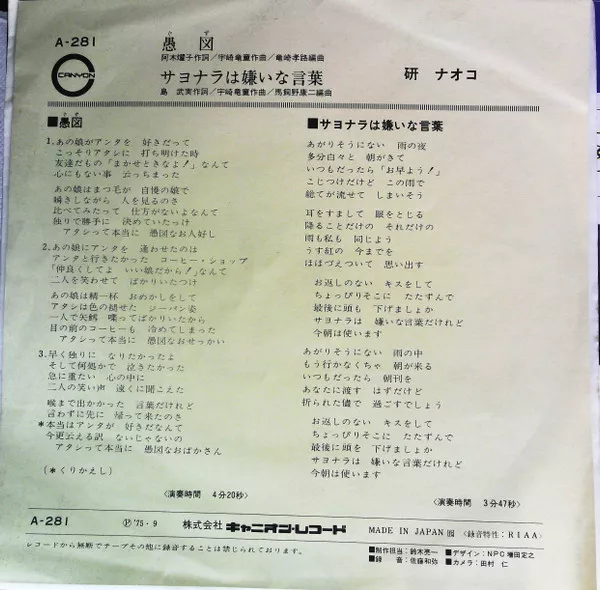 A-281
CANYON
愚図
ぐず
阿木燿子作詞／宇崎竜童作曲／竜崎孝路編曲
サヨナラは嫌いな言葉
島 武実作詞／宇崎竜童作曲／馬飼野康二編曲
研 ナオコ
■愚図
1.あの娘がアンタを 好きだって
こっそりアタシに 打ち明けた時
友達だもの「まかせときなよ!」なんて
心にもない事 云っちまった
あの娘はまつ毛が 自慢の娘で
瞬きしながら 人を見るのさ
比べてみたって 仕方がないよなんて
独りで勝手に 決めていたっけ
アタシって本当に 愚図なお人好し
2.あの娘にアンタを 逢わせたのは
アンタと行きたかった コーヒー・ショップ
「仲良くしてよ いい娘だから!」なんて
二人を笑わせて ばかりいたっけ
あの娘は精一杯 おめかしをして
アタシは色の褪せた ジーパン姿
一人で矢鱈 喋ってばかりいたから
目の前のコーヒーも 冷めてしまった
アタシって本当に 愚図なおせっかい
3.早く独りに なりたかったよ
そして何処かで 泣きたかった
急に重たい 心の中に
二人の笑い声 遠くに聞こえた
喉まで出かかった 言葉だけれど
言わずに先に 帰って来たのさ
*本当はアンタが 好きだなんて
今更云える訳 ないじゃないの
アタシって本当に 愚図なおばかさん
(*くりかえし)
〈演奏時間 4分20秒〉
■サヨナラは嫌いな言葉
あがりそうにない 雨の夜
多分白々と 朝がきて
いつもだったら「お早よう!」
こじつけだけど この雨で
総てが流せて しまいそう
耳をすまして 眼をとじる
降ることだけの それだけの
雨も私も 同じよう
うす紅の 今までを
ほほづえついて 思い出す
お返しのない キスをして
ちょっぴりそこに たたずんで
最後に頭も 下げましょか
サヨナラは 嫌いな言葉だけれど
今朝は使います
あがりそうにない 雨の中
もう行かなくちゃ 朝が来る
いつもだったら 朝刊を
あなたに渡す はずだけど
折られた儘で 過ごすでしょう
お返しのない キスをして
ちょっぴりそこに たたずんで
最後に頭を 下げましょか
サヨナラは 嫌いな言葉だけれど
今朝は使います
〈演奏時間 3分47秒〉
A-281
Ⓟ'75・9
株式会社 キャニオン・レコード
MADE IN JAPAN 〈録音特性：RIAA〉
レコードから無断でテープその他に録音することは禁じられております。
■制作担当：鈴木亮一 ■デザイン：NPC増田定之
■録 音：佐藤和弥 ■カメラ：田村 仁